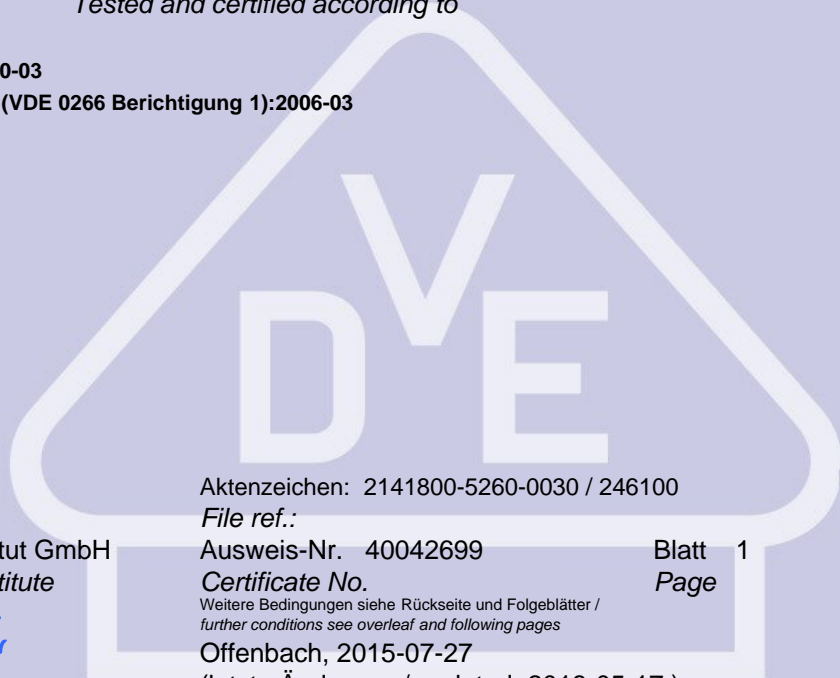 Tested and certified according to
0-03
(VDE 0266 Berichtigung 1):2006-03
V
D E
Aktenzeichen: 2141800-5260-0030 / 246100
File ref.:
tut GmbH
Ausweis-Nr. 40042699 Blatt 1
titute
Certificate No. Page
Weitere Bedingungen siehe Rückseite und Folgeblätter /
further conditions see overleaf and following pages
Offenbach, 2015-07-27